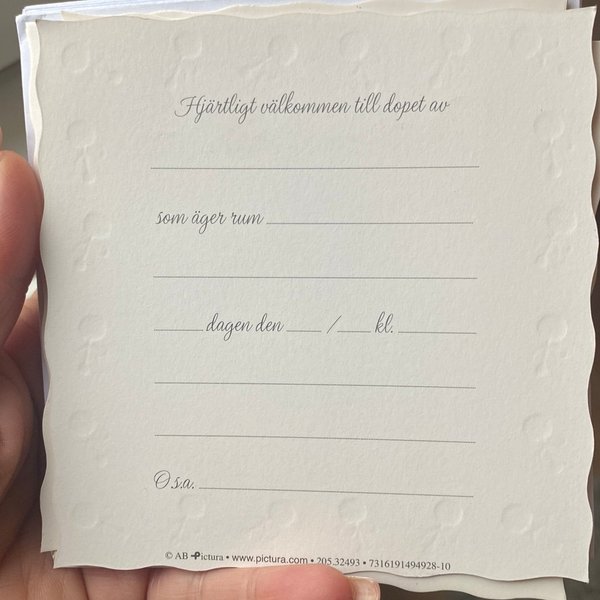 Hjärtligt välkommen till dopet av
som äger rum
dagen den / kl.
O.s.a.
© AB Pictura • www.pictura.com • 205.32493 • 7316191494928-10